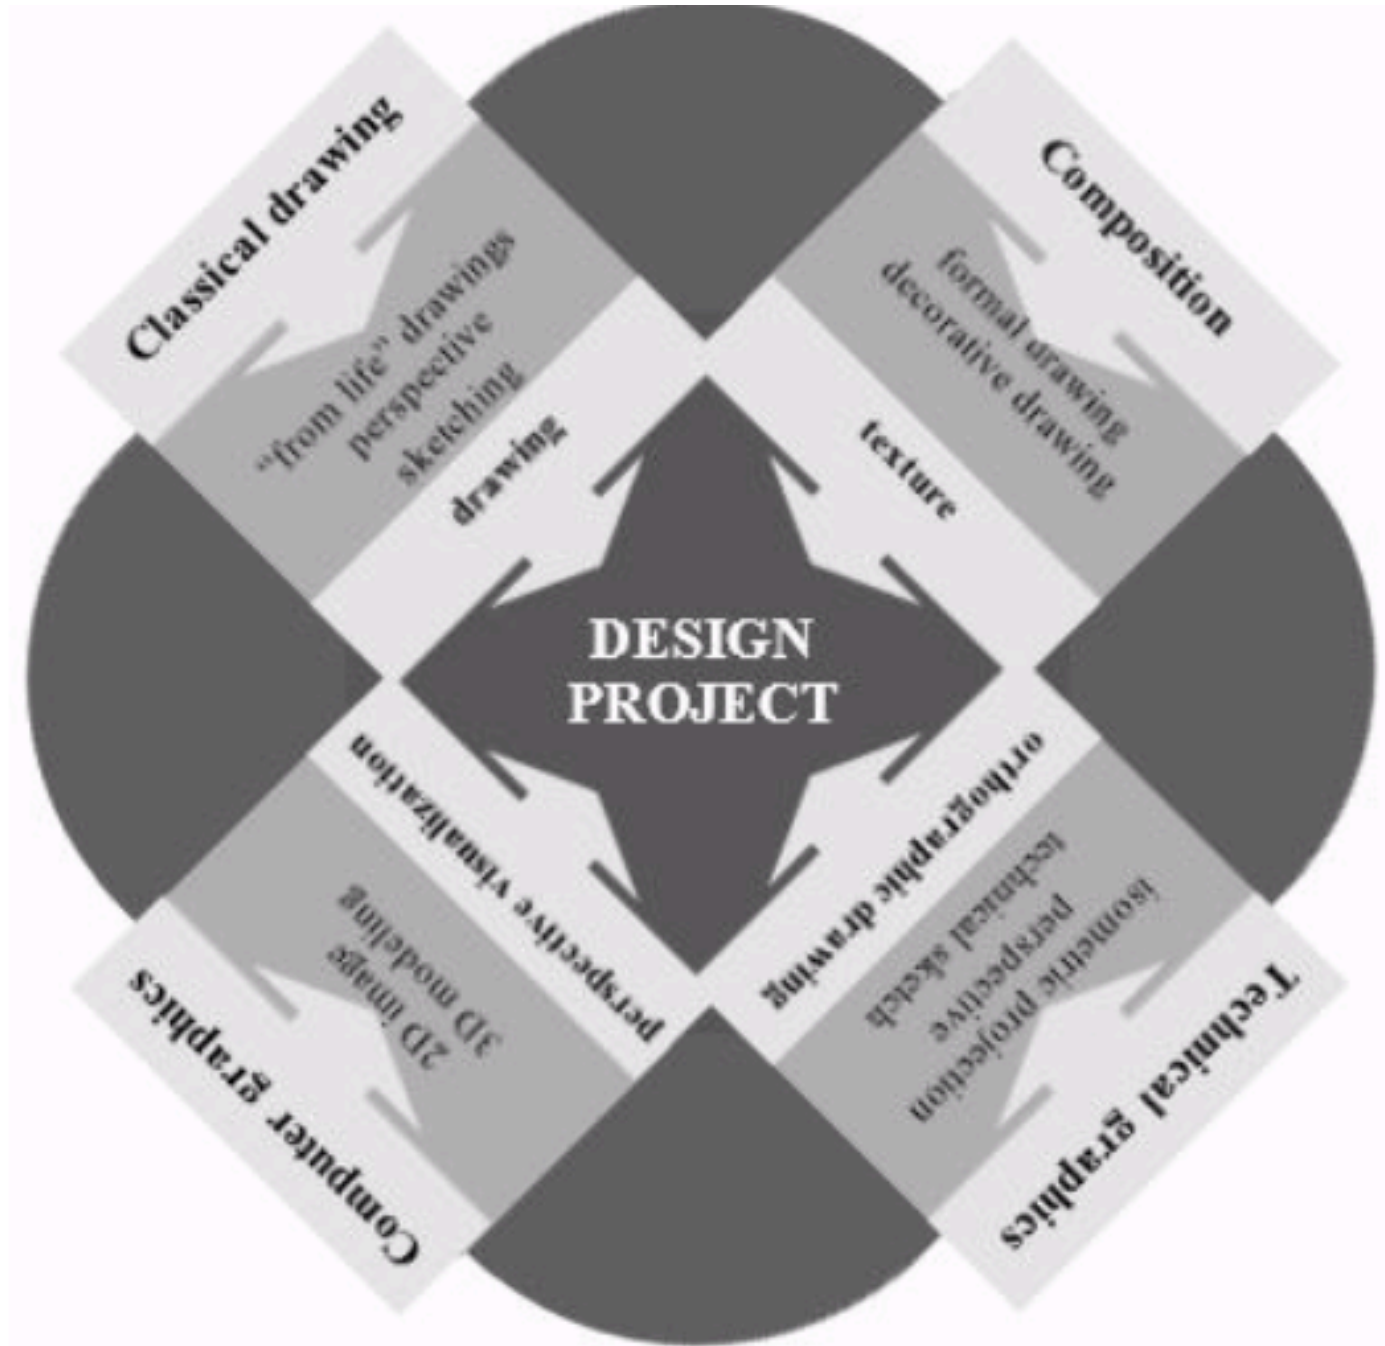 Classical drawing
"from life" drawings
perspective
sketching
drawing
Composition
formal drawing
decorative drawing
texture
DESIGN
PROJECT
perspective visualization
3D modeling
2D image
Computer graphics
orthographic drawing
technical sketch
perspective
isometric projection
Technical graphics